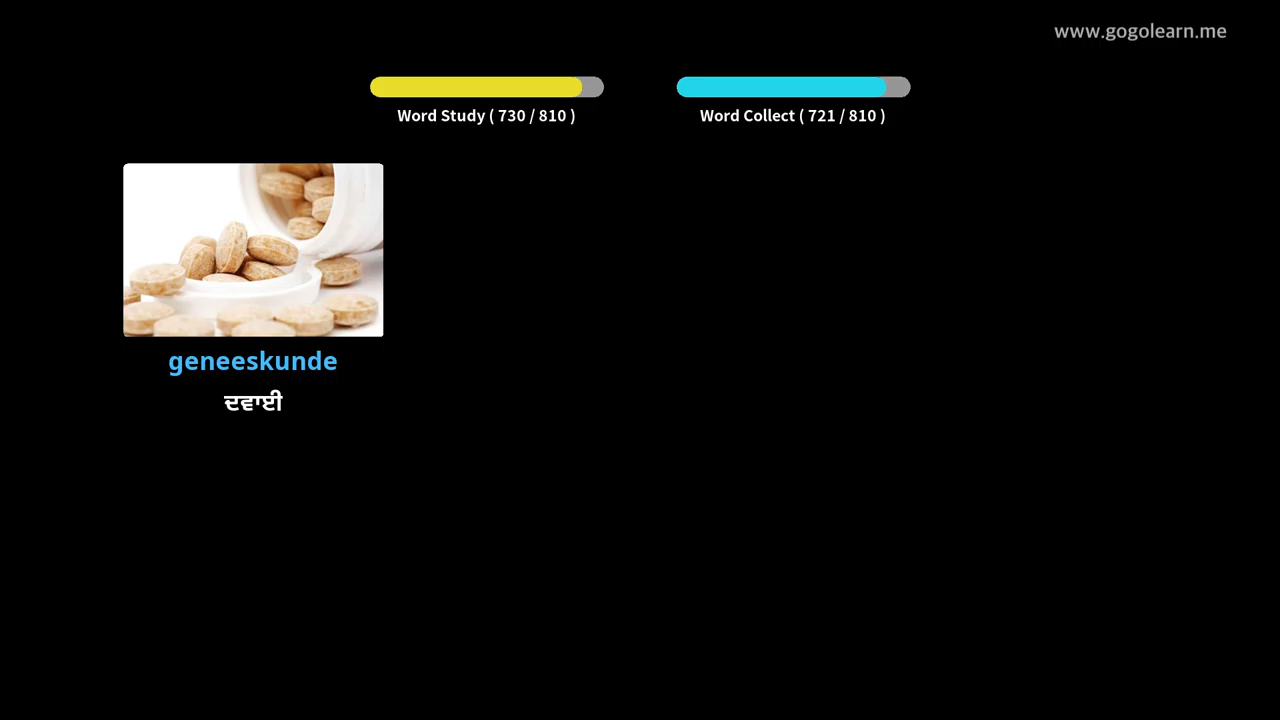 www.gogolearn.me
Word Study ( 730 / 810 )
Word Collect ( 721 / 810 )
geneeskunde
ਦਵਾਈ